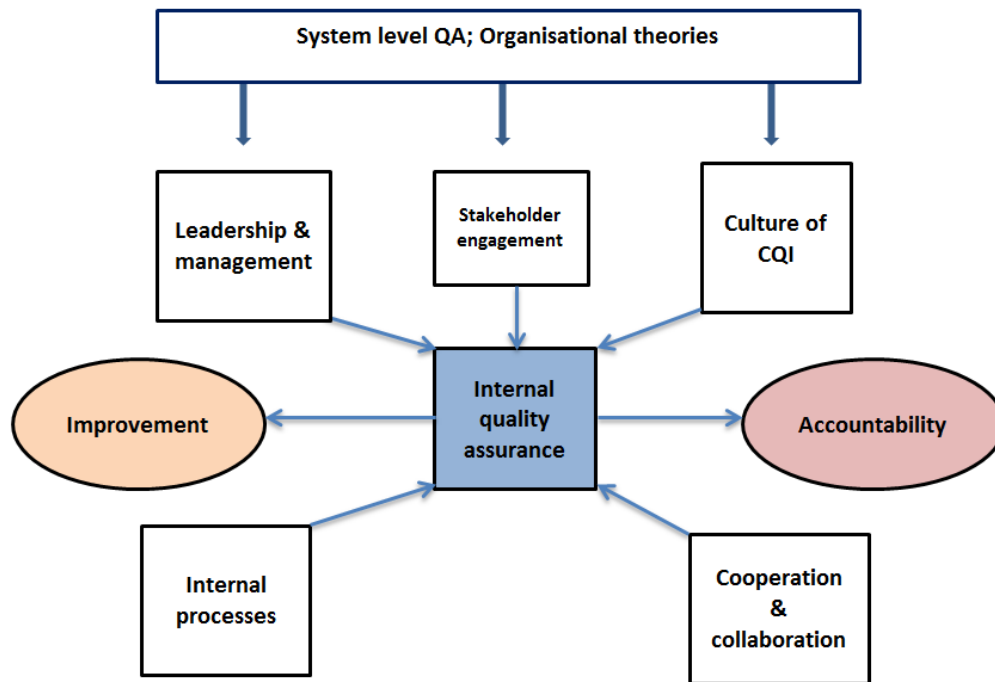 System level QA; Organisational theories
Leadership &
management
Stakeholder
engagement
Culture of
CQI
Improvement
Internal
quality
assurance
Accountability
Internal
processes
Cooperation
&
collaboration